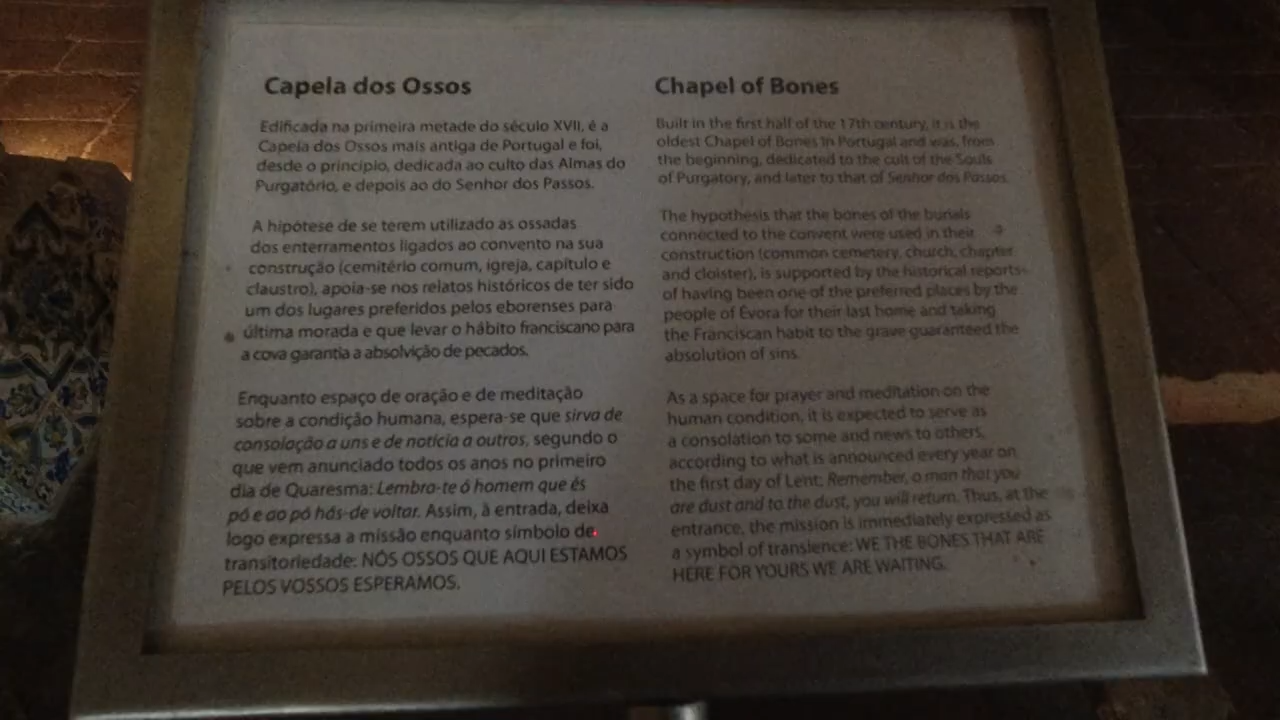 Capela dos Ossos
Edificada na primeira metade do século XVII, é a
Capela dos Ossos mais antiga de Portugal e foi,
desde o princípio, dedicada ao culto das Almas do
Purgatório, e depois ao do Senhor dos Passos.
A hipótese de se terem utilizado as ossadas
dos enterramentos ligados ao convento na sua
construção (cemitério comum, igreja, capítulo e
claustro), apoia-se nos relatos históricos de ter sido
um dos lugares preferidos pelos eborenses para
última morada e que levar o hábito franciscano para
a cova garantia a absolvição de pecados.
Enquanto espaço de oração e de meditação
sobre a condição humana, espera-se que sirva de
consolação a uns e de notícia a outros, segundo o
que vem anunciado todos os anos no primeiro
dia de Quaresma: Lembra-te ó homem que és
pó e ao pó hás-de voltar. Assim, à entrada, deixa
logo expressa a missão enquanto símbolo de
transitoriedade: NÓS OSSOS QUE AQUI ESTAMOS
PELOS VOSSOS ESPERAMOS.
Chapel of Bones
Built in the first half of the 17th century, it is the
oldest Chapel of Bones in Portugal and was, from
the beginning, dedicated to the cult of the Souls
of Purgatory, and later to that of Senhor dos Passos.
The hypothesis that the bones of the burials
connected to the convent were used in their
construction (common cemetery, church, chapter
and cloister), is supported by the historical reports
of having been one of the preferred places by the
people of Évora for their last home and taking
the Franciscan habit to the grave guaranteed the
absolution of sins.
As a space for prayer and meditation on the
human condition, it is expected to serve as
a consolation to some and news to others,
according to what is announced every year on
the first day of Lent: Remember, o man that you
are dust and to the dust, you will return. Thus, at the
entrance, the mission is immediately expressed as
a symbol of transience: WE THE BONES THAT ARE
HERE FOR YOURS WE ARE WAITING.